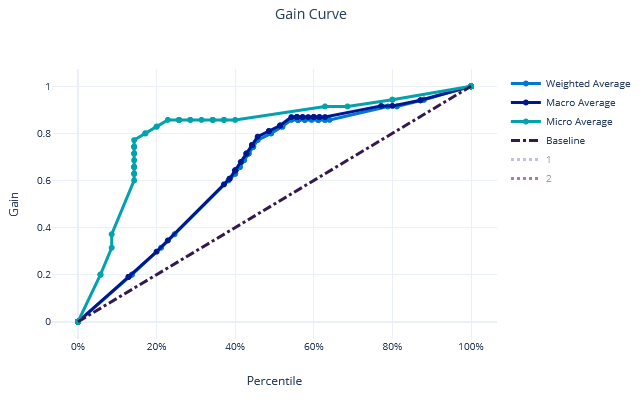 Gain Curve
1
0.8
0.6
0.4
0.2
0
Gain
0%
20%
40%
60%
80%
100%
Percentile
Weighted Average
Macro Average
Micro Average
Baseline
1
2